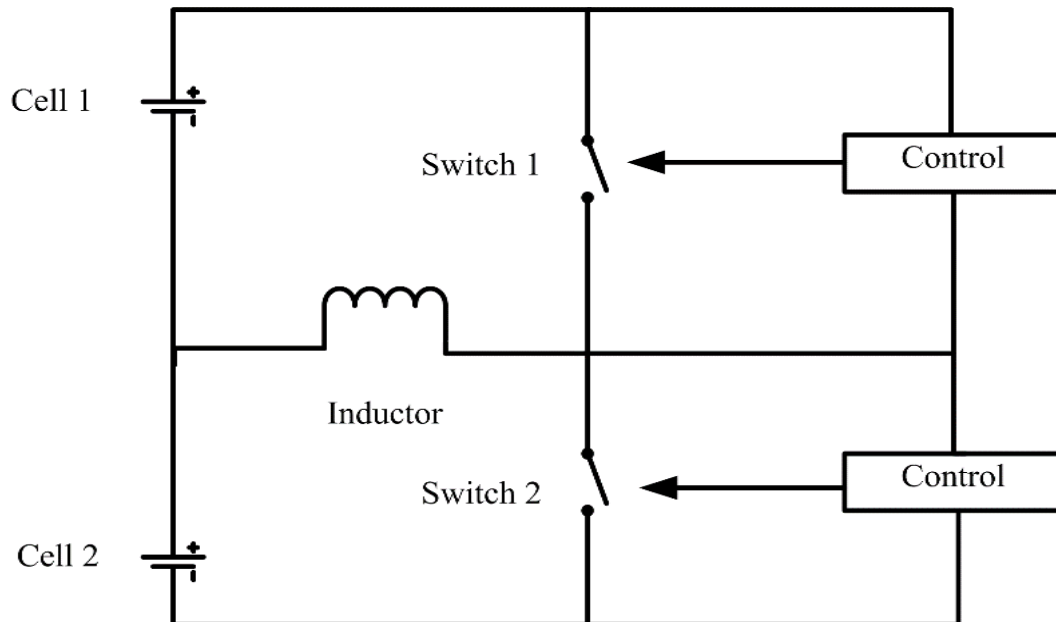 Cell 1
Switch 1
Control
Inductor
Switch 2
Control
Cell 2